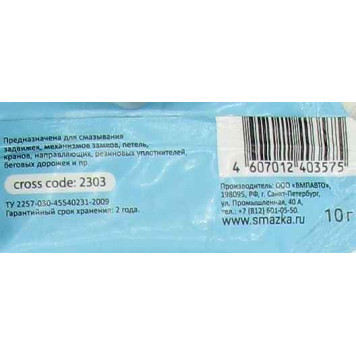 Предназначена для смазывания
задвижек, механизмов замков, петель,
кранов, направляющих, резиновых уплотнителей,
беговых дорожек и пр.
cross code: 2303
ТУ 2257-030-45540231-2009
Гарантийный срок хранения: 2 года.
4 607012 403575
Производитель: ООО «ВМПАВТО»,
198095, РФ, г. Санкт-Петербург,
ул. Промышленная, 40 А,
тел.: +7 (812) 601-05-50.
www.smazka.ru
10 г